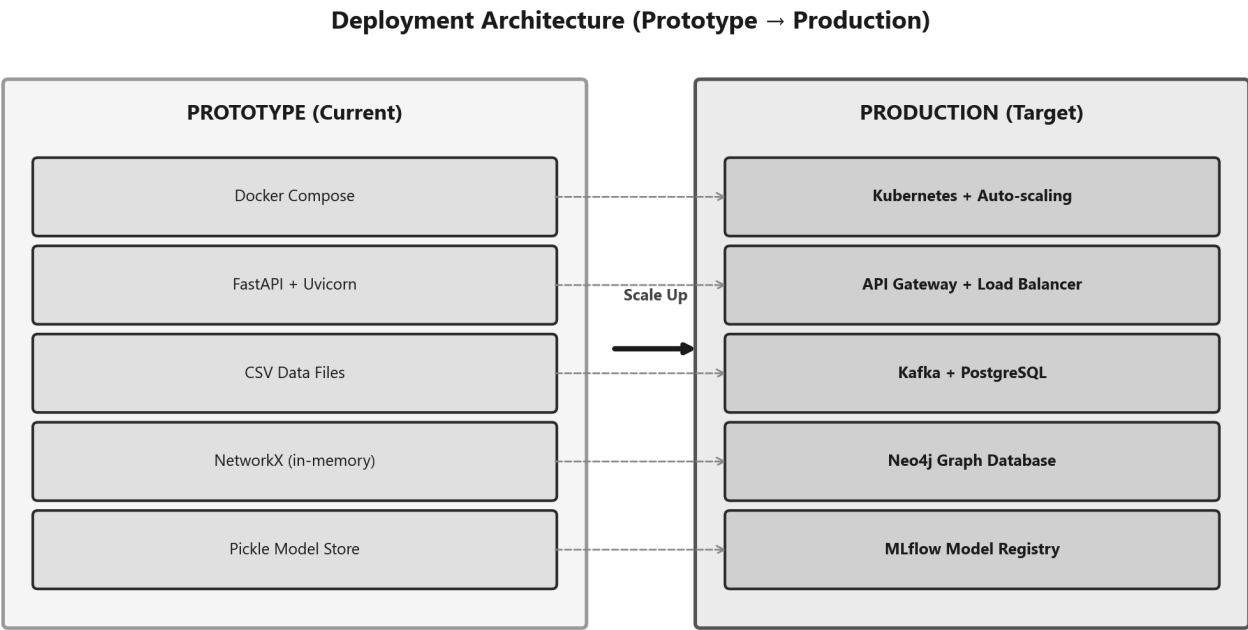 Deployment Architecture (Prototype → Production)
PROTOTYPE (Current)
Docker Compose
FastAPI + Uvicorn
CSV Data Files
NetworkX (in-memory)
Pickle Model Store
Scale Up
PRODUCTION (Target)
Kubernetes + Auto-scaling
API Gateway + Load Balancer
Kafka + PostgreSQL
Neo4j Graph Database
MLflow Model Registry